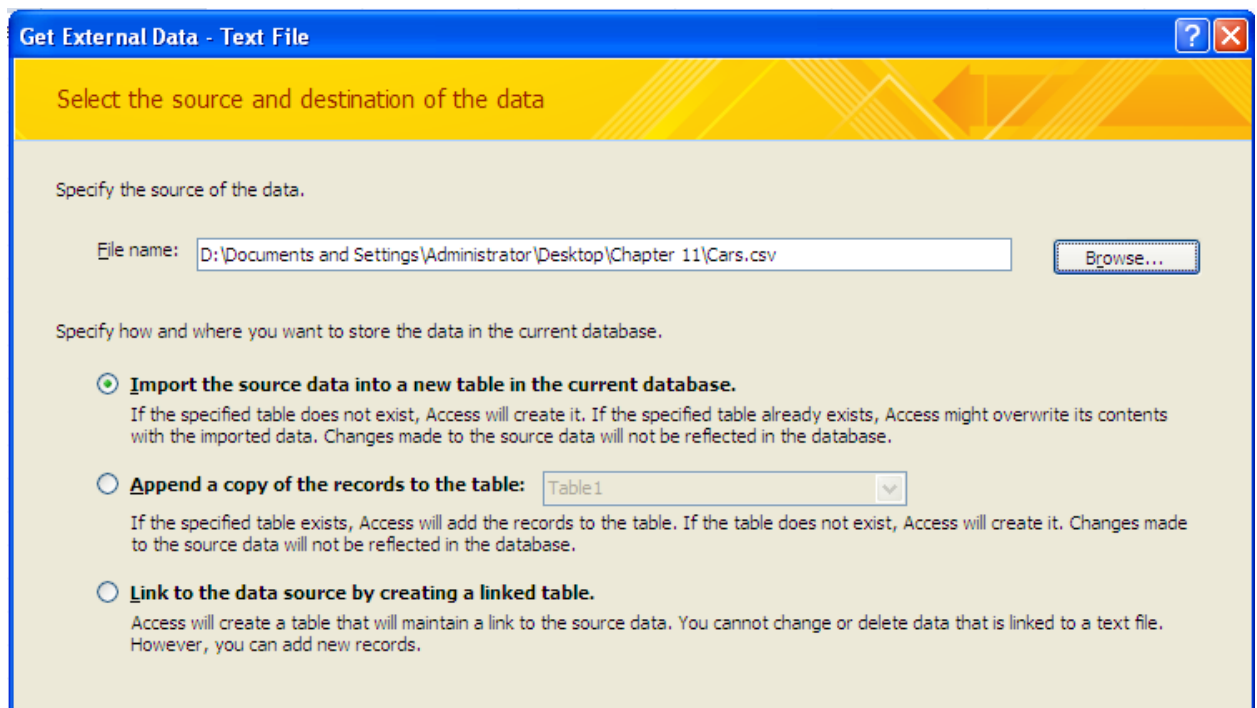 Get External Data - Text File
?
Select the source and destination of the data
Specify the source of the data.
File name: D:\Documents and Settings\Administrator\Desktop\Chapter 11\Cars.csv Browse...
Specify how and where you want to store the data in the current database.
Import the source data into a new table in the current database.
If the specified table does not exist, Access will create it. If the specified table already exists, Access might overwrite its contents
with the imported data. Changes made to the source data will not be reflected in the database.
Append a copy of the records to the table: Table1
If the specified table exists, Access will add the records to the table. If the table does not exist, Access will create it. Changes made
to the source data will not be reflected in the database.
Link to the data source by creating a linked table.
Access will create a table that will maintain a link to the source data. You cannot change or delete data that is linked to a text file.
However, you can add new records.